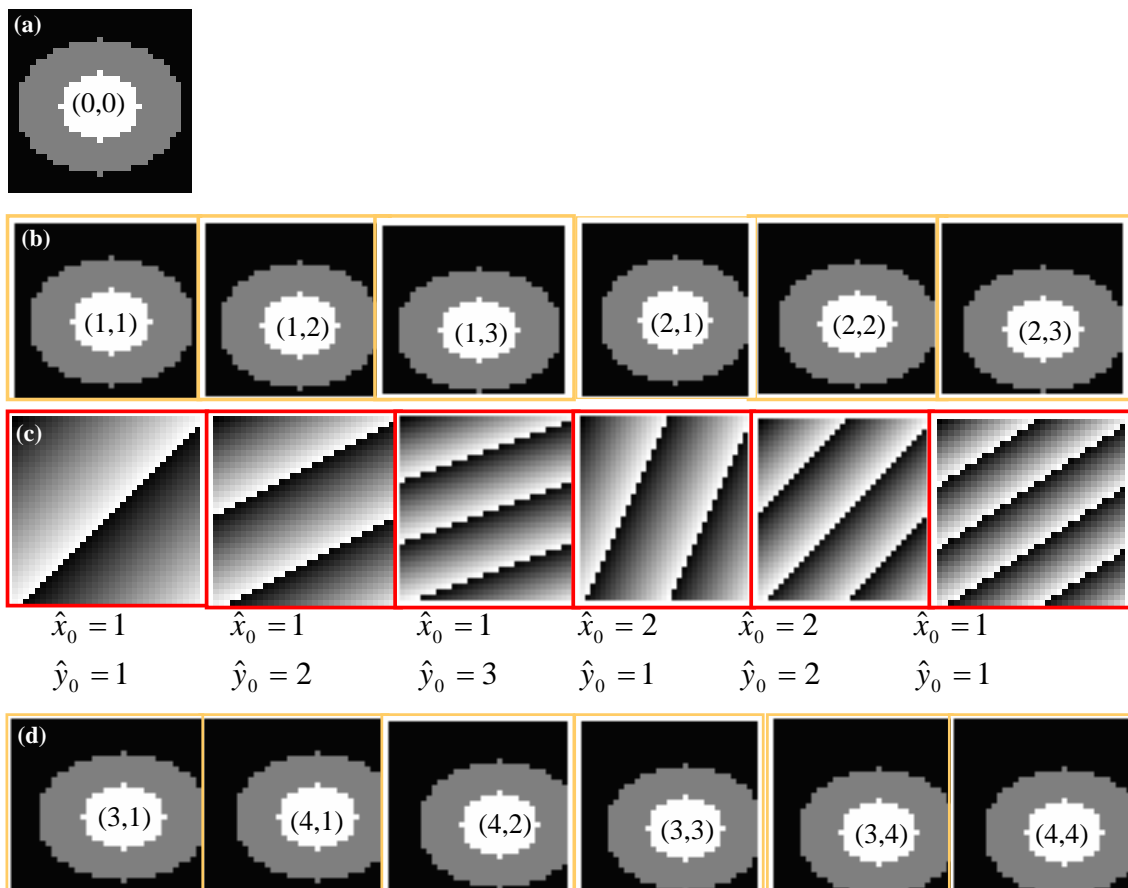 (a)
(0,0)
(b)
(1,1) (1,2) (1,3) (2,1) (2,2) (2,3)
(c)
x̂₀ = 1 x̂₀ = 1 x̂₀ = 1 x̂₀ = 2 x̂₀ = 2 x̂₀ = 1
ŷ₀ = 1 ŷ₀ = 2 ŷ₀ = 3 ŷ₀ = 1 ŷ₀ = 2 ŷ₀ = 1
(d)
(3,1) (4,1) (4,2) (3,3) (3,4) (4,4)